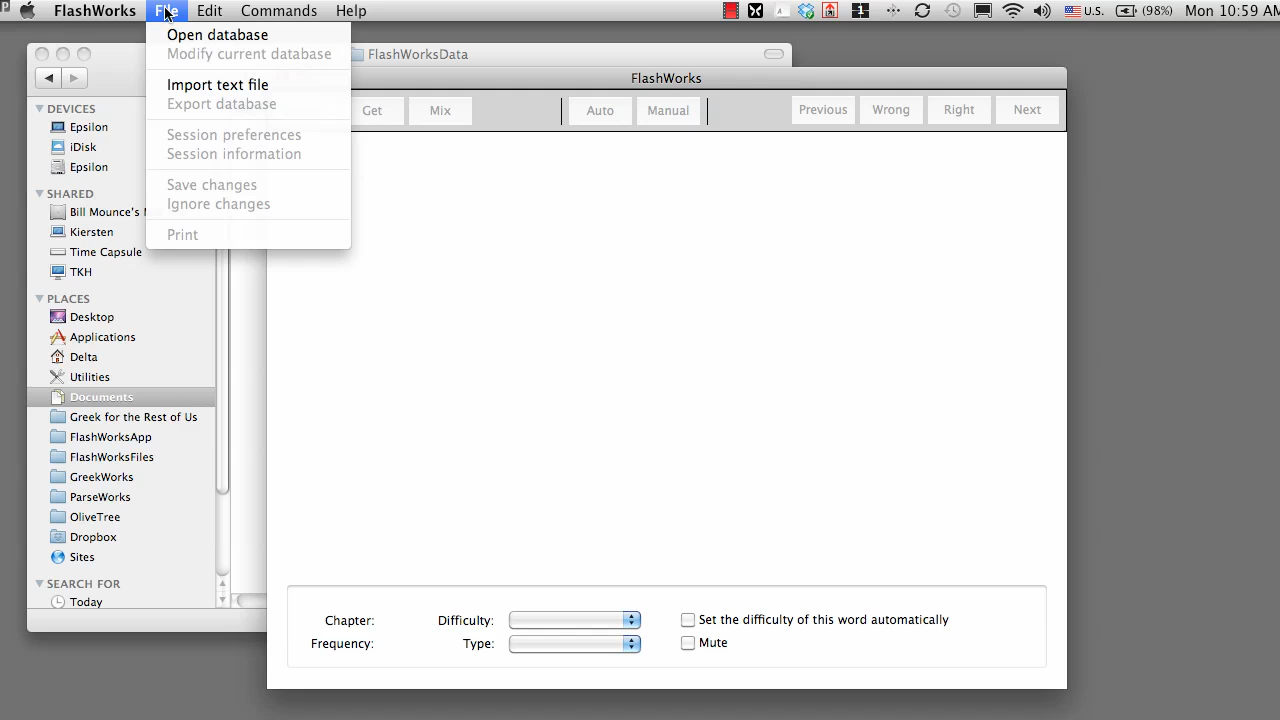 FlashWorks File Edit Commands Help 1 U.S. (98%) Mon 10:59 AM
Open database
Modify current database
Import text file
Export database
Session preferences
Session information
Save changes
Ignore changes
Print
FlashWorksData
DEVICES
Epsilon
iDisk
Epsilon
SHARED
Bill Mounce's
Kiersten
Time Capsule
TKH
PLACES
Desktop
Applications
Delta
Utilities
Documents
Greek for the Rest of Us
FlashWorksApp
FlashWorksFiles
GreekWorks
ParseWorks
OliveTree
Dropbox
Sites
SEARCH FOR
Today
FlashWorks
Get Mix Auto Manual Previous Wrong Right Next
Chapter: Difficulty: Set the difficulty of this word automatically
Frequency: Type: Mute